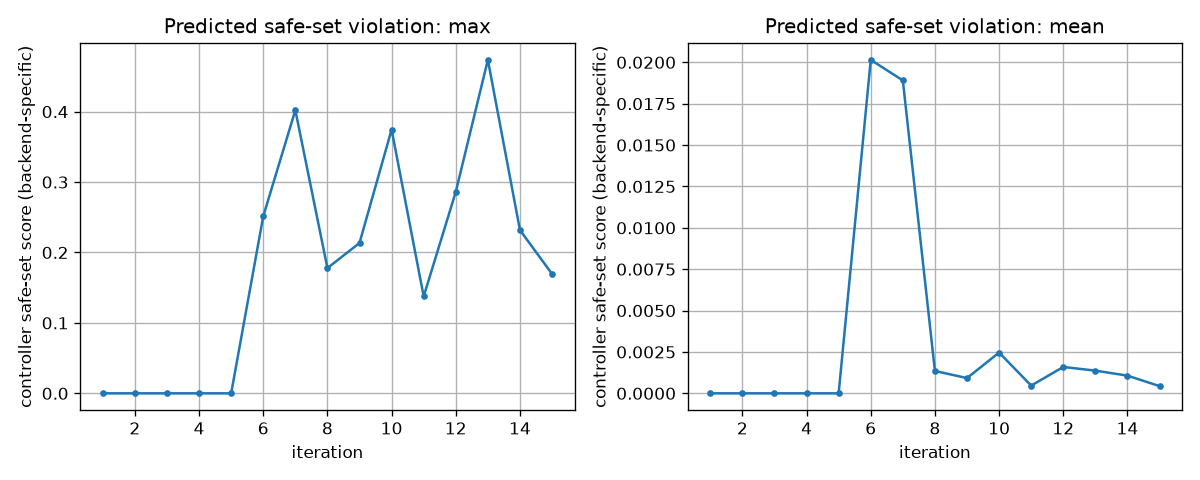 Predicted safe-set violation: max
controller safe-set score (backend-specific)
0.4
0.3
0.2
0.1
0.0
2 4 6 8 10 12 14
iteration
Predicted safe-set violation: mean
controller safe-set score (backend-specific)
0.0200
0.0175
0.0150
0.0125
0.0100
0.0075
0.0050
0.0025
0.0000
2 4 6 8 10 12 14
iteration